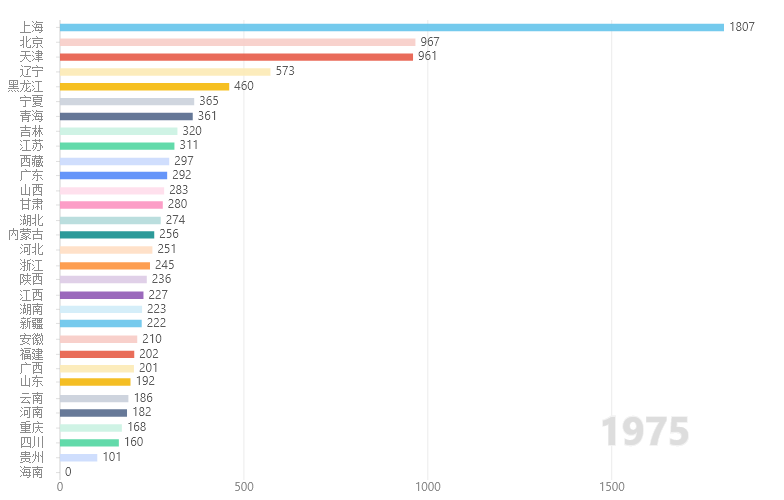 上海 1807
北京 967
天津 961
辽宁 573
黑龙江 460
宁夏 365
青海 361
吉林 320
江苏 311
西藏 297
广东 292
山西 283
甘肃 280
湖北 274
内蒙古 256
河北 251
浙江 245
陕西 236
江西 227
湖南 223
新疆 222
安徽 210
福建 202
广西 201
山东 192
云南 186
河南 182
重庆 168
四川 160
贵州 101
海南 0
1975
0 500 1000 1500